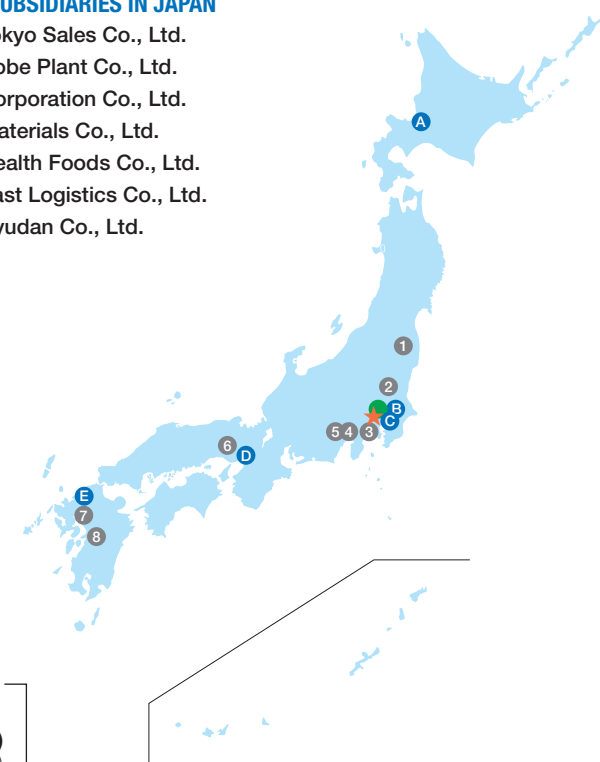 UBSIDIARIES IN JAPAN
okyo Sales Co., Ltd.
obe Plant Co., Ltd.
orporation Co., Ltd.
aterials Co., Ltd.
ealth Foods Co., Ltd.
ast Logistics Co., Ltd.
yudan Co., Ltd.
A
1
2
B
C
5 4 3
6
D
E
7
8